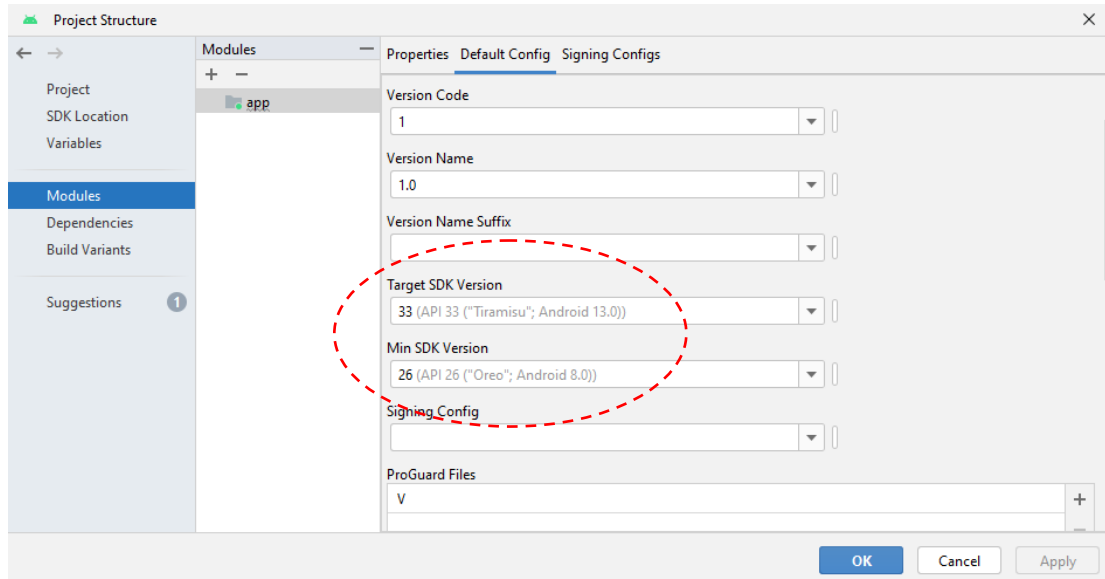 Project Structure
Project
SDK Location
Variables
Modules
Dependencies
Build Variants
Suggestions 1
Modules
app
Properties Default Config Signing Configs
Version Code
1
Version Name
1.0
Version Name Suffix
Target SDK Version
33 (API 33 ("Tiramisu"; Android 13.0))
Min SDK Version
26 (API 26 ("Oreo"; Android 8.0))
Signing Config
ProGuard Files
V
OK Cancel Apply